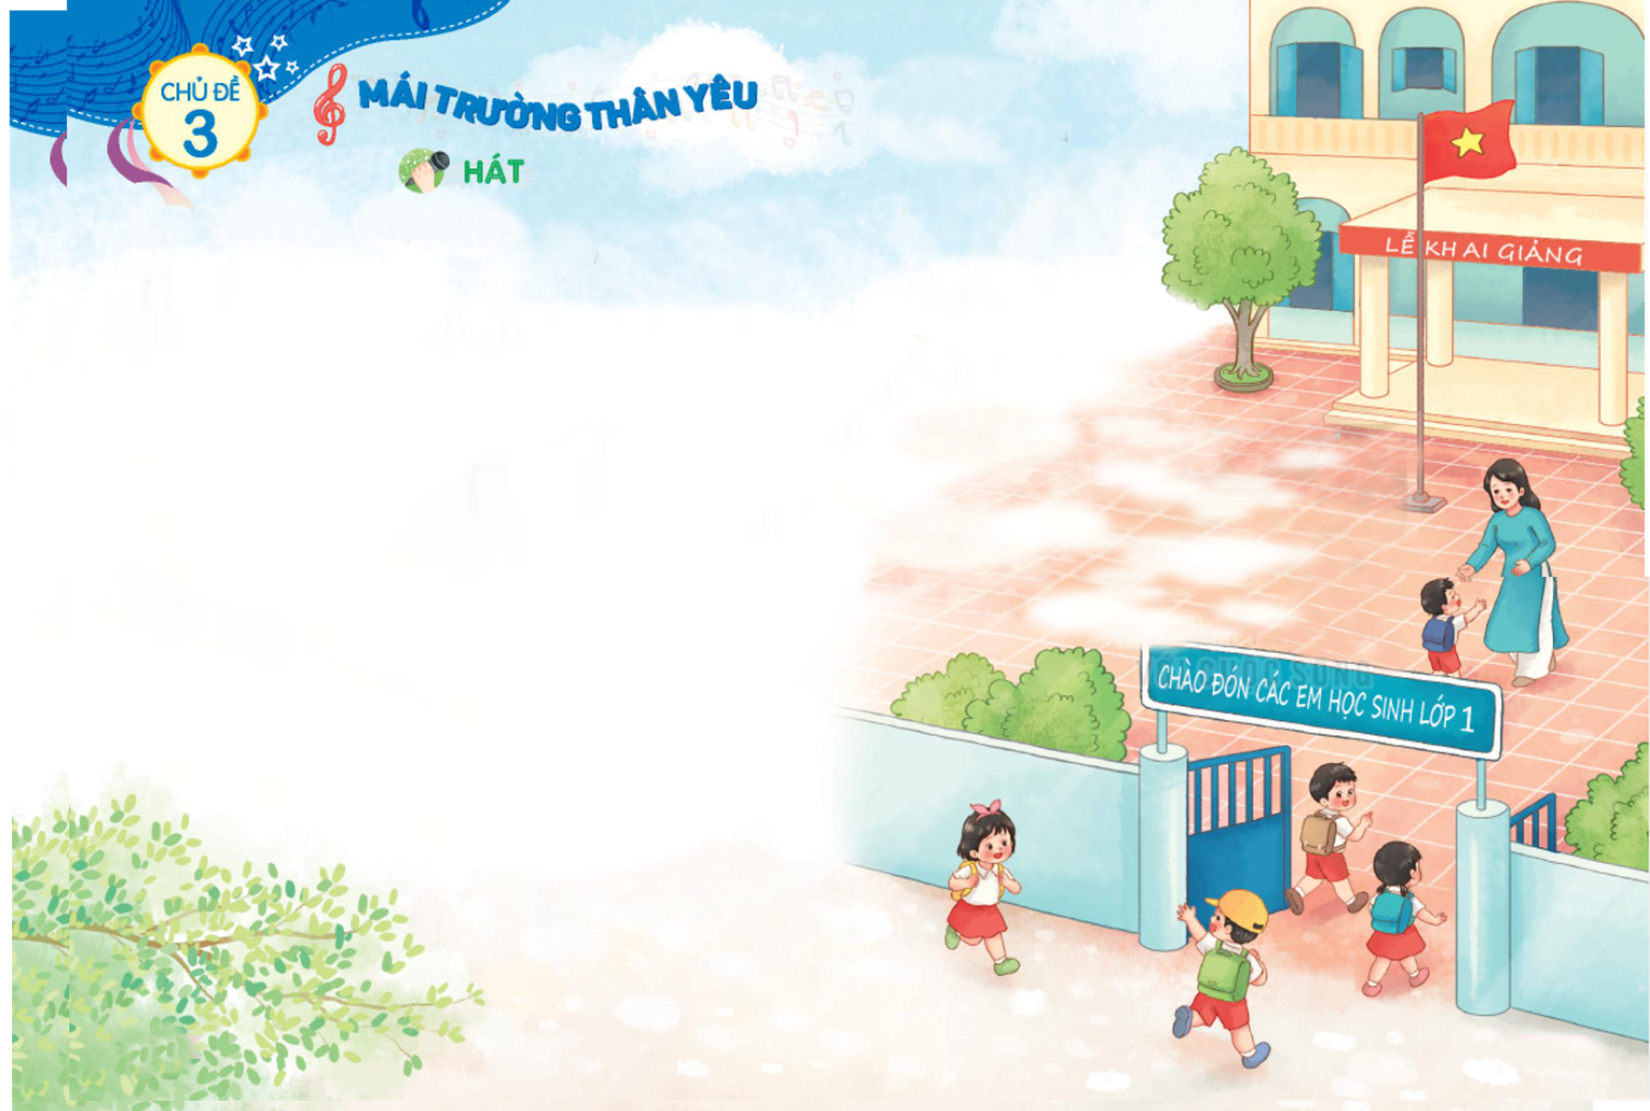 CHỦ ĐỀ
3
MÁI TRƯỜNG THÂN YÊU
HÁT
LỄ KHAI GIẢNG
CHÀO ĐÓN CÁC EM HỌC SINH LỚP 1